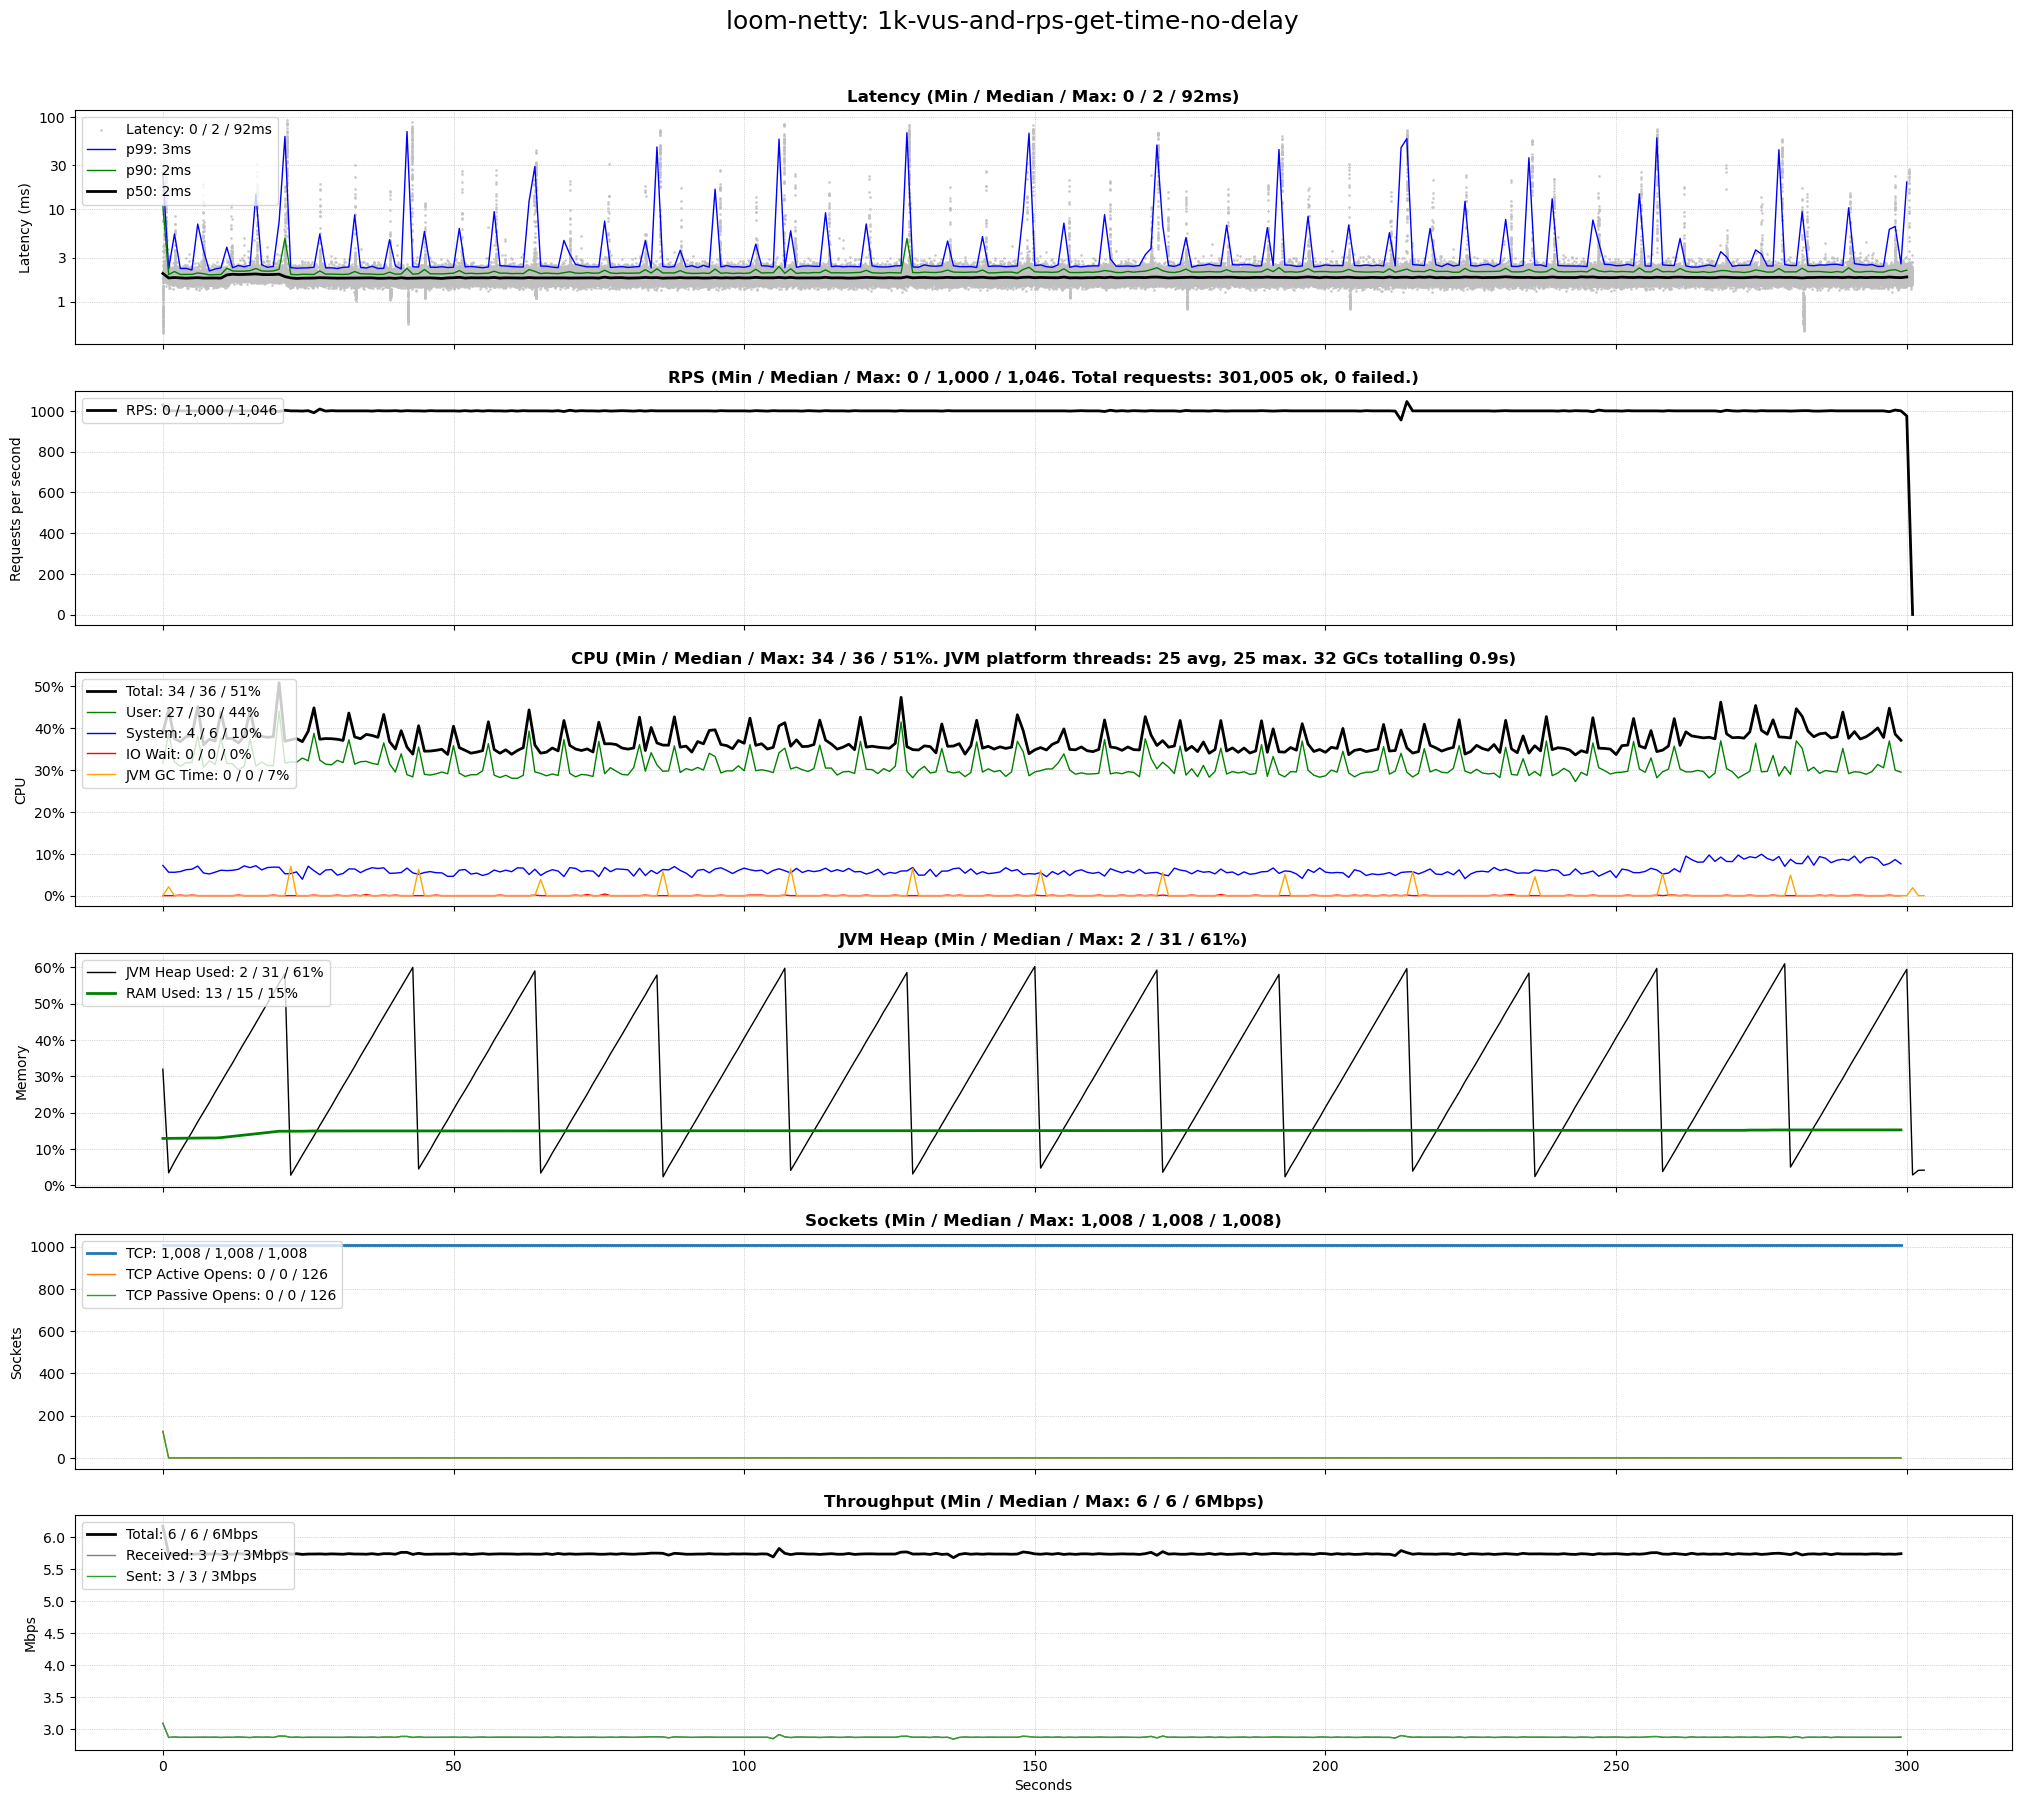 loom-netty: 1k-vus-and-rps-get-time-no-delay
Latency (Min / Median / Max: 0 / 2 / 92ms)
Latency: 0 / 2 / 92ms
p99: 3ms
p90: 2ms
p50: 2ms
100
30
10
3
1
Latency (ms)
RPS (Min / Median / Max: 0 / 1,000 / 1,046. Total requests: 301,005 ok, 0 failed.)
RPS: 0 / 1,000 / 1,046
1000
800
600
400
200
0
Requests per second
CPU (Min / Median / Max: 34 / 36 / 51%. JVM platform threads: 25 avg, 25 max. 32 GCs totalling 0.9s)
Total: 34 / 36 / 51%
User: 27 / 30 / 44%
System: 4 / 6 / 10%
IO Wait: 0 / 0 / 0%
JVM GC Time: 0 / 0 / 7%
50%
40%
30%
20%
10%
0%
CPU
JVM Heap (Min / Median / Max: 2 / 31 / 61%)
JVM Heap Used: 2 / 31 / 61%
RAM Used: 13 / 15 / 15%
60%
50%
40%
30%
20%
10%
0%
Memory
Sockets (Min / Median / Max: 1,008 / 1,008 / 1,008)
TCP: 1,008 / 1,008 / 1,008
TCP Active Opens: 0 / 0 / 126
TCP Passive Opens: 0 / 0 / 126
1000
800
600
400
200
0
Sockets
Throughput (Min / Median / Max: 6 / 6 / 6Mbps)
Total: 6 / 6 / 6Mbps
Received: 3 / 3 / 3Mbps
Sent: 3 / 3 / 3Mbps
6.0
5.5
5.0
4.5
4.0
3.5
3.0
Mbps
0 50 100 150 200 250 300
Seconds